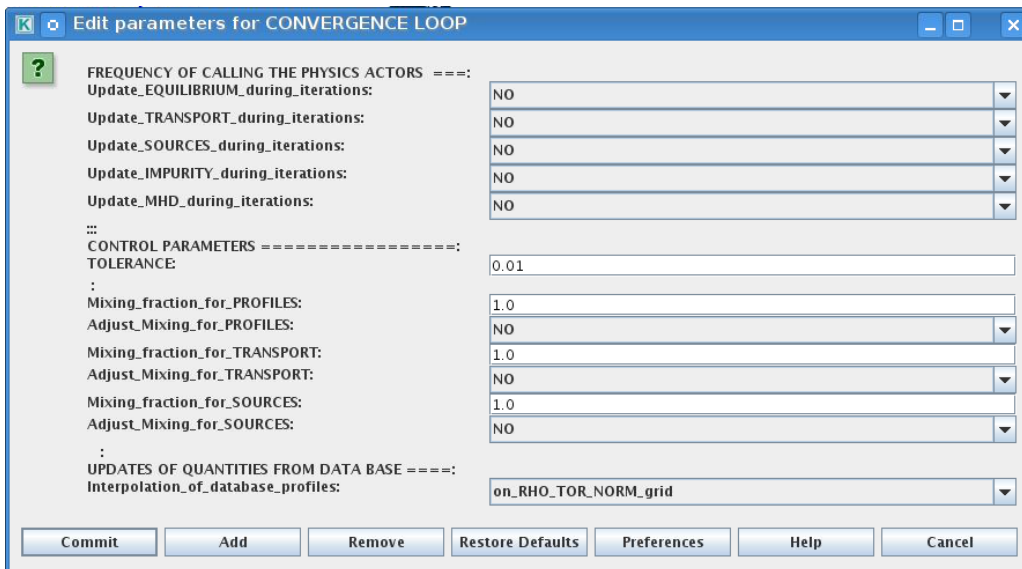 Edit parameters for CONVERGENCE LOOP
?
FREQUENCY OF CALLING THE PHYSICS ACTORS ===:
Update_EQUILIBRIUM_during_iterations: NO
Update_TRANSPORT_during_iterations: NO
Update_SOURCES_during_iterations: NO
Update_IMPURITY_during_iterations: NO
Update_MHD_during_iterations: NO
:::
CONTROL PARAMETERS =================:
TOLERANCE: 0.01
:
Mixing_fraction_for_PROFILES: 1.0
Adjust_Mixing_for_PROFILES: NO
Mixing_fraction_for_TRANSPORT: 1.0
Adjust_Mixing_for_TRANSPORT: NO
Mixing_fraction_for_SOURCES: 1.0
Adjust_Mixing_for_SOURCES: NO
:
UPDATES OF QUANTITIES FROM DATA BASE ====:
Interpolation_of_database_profiles: on_RHO_TOR_NORM_grid
Commit Add Remove Restore Defaults Preferences Help Cancel